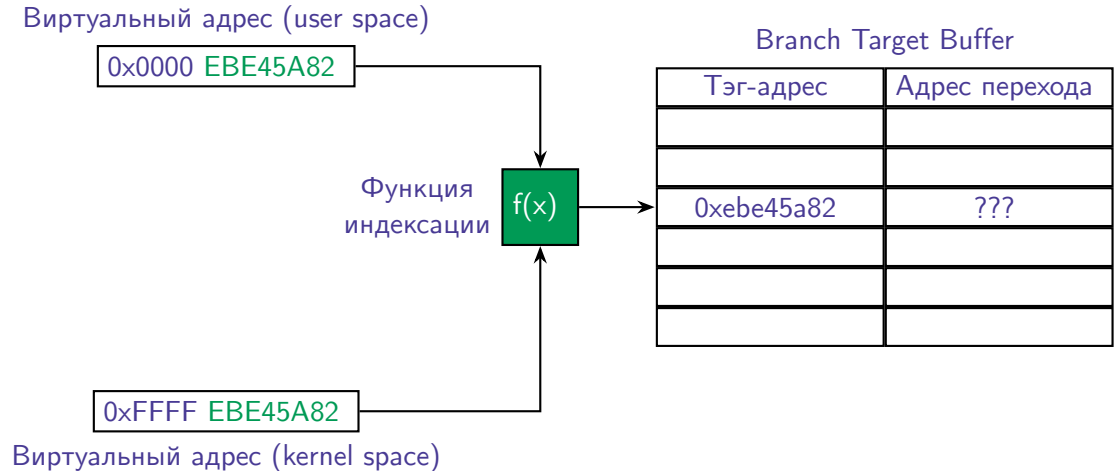 Виртуальный адрес (user space)
0x0000 EBE45A82
Branch Target Buffer
Тэг-адрес Адрес перехода
Функция
индексации
f(x)
0xebe45a82 ???
0xFFFF EBE45A82
Виртуальный адрес (kernel space)